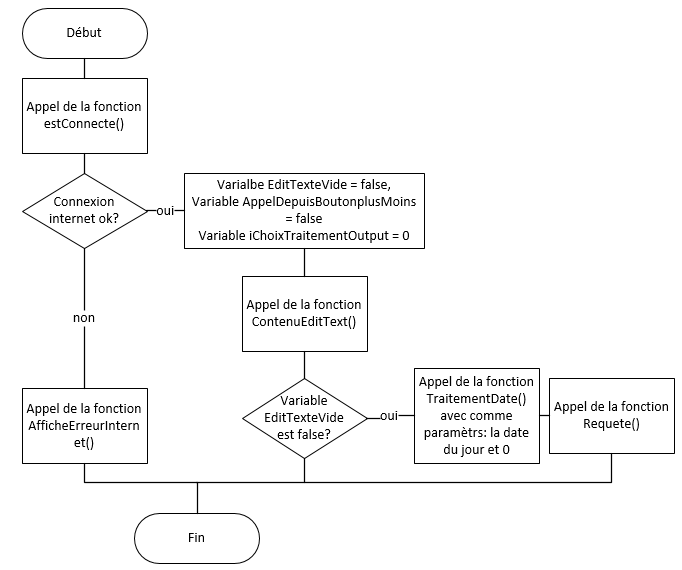 Début
Appel de la fonction
estConnecte()
Connexion
internet ok?
oui
Varialbe EditTexteVide = false,
Variable AppelDepuisBoutonplusMoins
= false
Variable iChoixTraitementOutput = 0
Appel de la fonction
ContenuEditText()
non
Appel de la fonction
AfficheErreurIntern
et()
Variable
EditTexteVide
est false?
oui
Appel de la fonction
TraitementDate()
avec comme
paramètrs: la date
du jour et 0
Appel de la fonction
Requete()
Fin